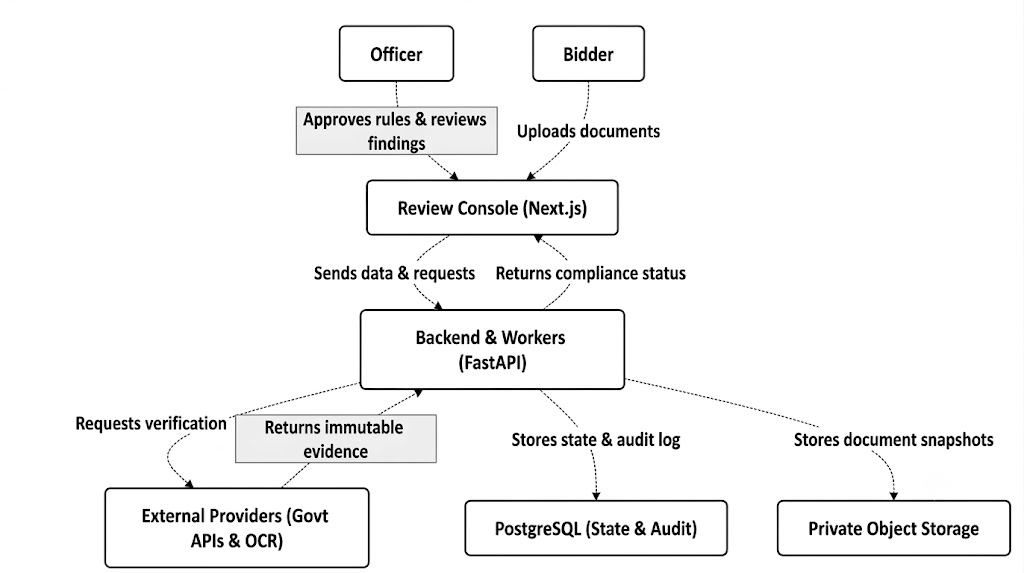 Officer
Bidder
Approves rules & reviews
findings
Uploads documents
Review Console (Next.js)
Sends data & requests
Returns compliance status
Backend & Workers
(FastAPI)
Requests verification
Returns immutable
evidence
Stores state & audit log
Stores document snapshots
External Providers (Govt
APIs & OCR)
PostgreSQL (State & Audit)
Private Object Storage